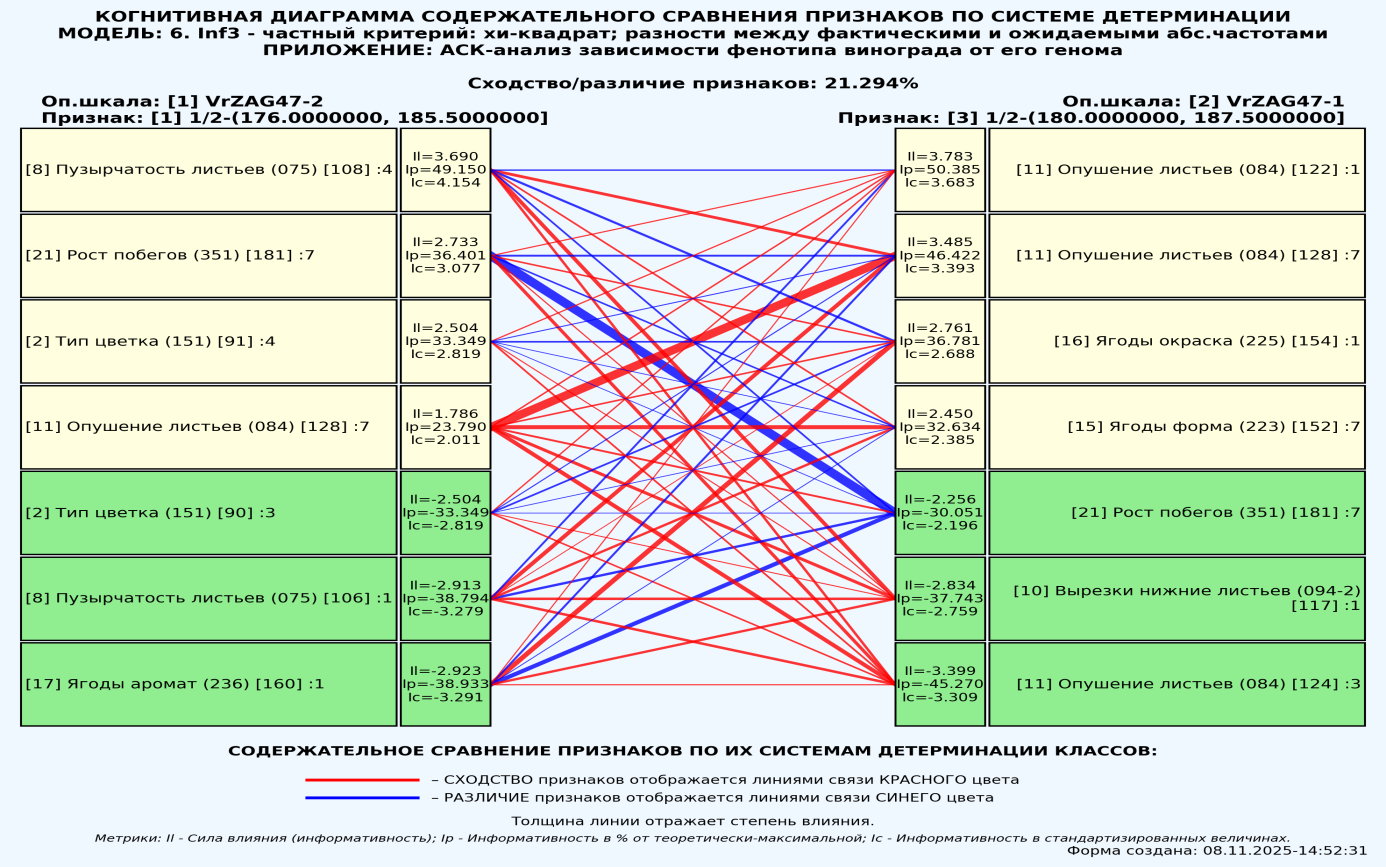 КОГНИТИВНАЯ ДИАГРАММА СОДЕРЖАТЕЛЬНОГО СРАВНЕНИЯ ПРИЗНАКОВ ПО СИСТЕМЕ ДЕТЕРМИНАЦИИ
МОДЕЛЬ: 6. Inf3 - частный критерий: хи-квадрат; разности между фактическими и ожидаемыми абс.частотами
ПРИЛОЖЕНИЕ: АСК-анализ зависимости фенотипа винограда от его генома
Сходство/различие признаков: 21.294%
Оп.шкала: [1] VrZAG47-2
Признак: [1] 1/2-(176.0000000, 185.5000000]
Оп.шкала: [2] VrZAG47-1
Признак: [3] 1/2-(180.0000000, 187.5000000]
[8] Пузырчатость листьев (075) [108] :4
II=3.690
Ip=49.150
Ic=4.154
[21] Рост побегов (351) [181] :7
II=2.733
Ip=36.401
Ic=3.077
[2] Тип цветка (151) [91] :4
II=2.504
Ip=33.349
Ic=2.819
[11] Опушение листьев (084) [128] :7
II=1.786
Ip=23.790
Ic=2.011
[2] Тип цветка (151) [90] :3
II=-2.504
Ip=-33.349
Ic=-2.819
[8] Пузырчатость листьев (075) [106] :1
II=-2.913
Ip=-38.794
Ic=-3.279
[17] Ягоды аромат (236) [160] :1
II=-2.923
Ip=-38.933
Ic=-3.291
II=3.783
Ip=50.385
Ic=3.683
[11] Опушение листьев (084) [122] :1
II=3.485
Ip=46.422
Ic=3.393
[11] Опушение листьев (084) [128] :7
II=2.761
Ip=36.781
Ic=2.688
[16] Ягоды окраска (225) [154] :1
II=2.450
Ip=32.634
Ic=2.385
[15] Ягоды форма (223) [152] :7
II=-2.256
Ip=-30.051
Ic=-2.196
[21] Рост побегов (351) [181] :7
II=-2.834
Ip=-37.743
Ic=-2.759
[10] Вырезки нижние листьев (094-2)
[117] :1
II=-3.399
Ip=-45.270
Ic=-3.309
[11] Опушение листьев (084) [124] :3
СОДЕРЖАТЕЛЬНОЕ СРАВНЕНИЕ ПРИЗНАКОВ ПО ИХ СИСТЕМАМ ДЕТЕРМИНАЦИИ КЛАССОВ:
– СХОДСТВО признаков отображается линиями связи КРАСНОГО цвета
– РАЗЛИЧИЕ признаков отображается линиями связи СИНЕГО цвета
Толщина линии отражает степень влияния.
Метрики: II - Сила влияния (информативность); Ip - Информативность в % от теоретически-максимальной; Ic - Информативность в стандартизированных величинах.
Форма создана: 08.11.2025-14:52:31